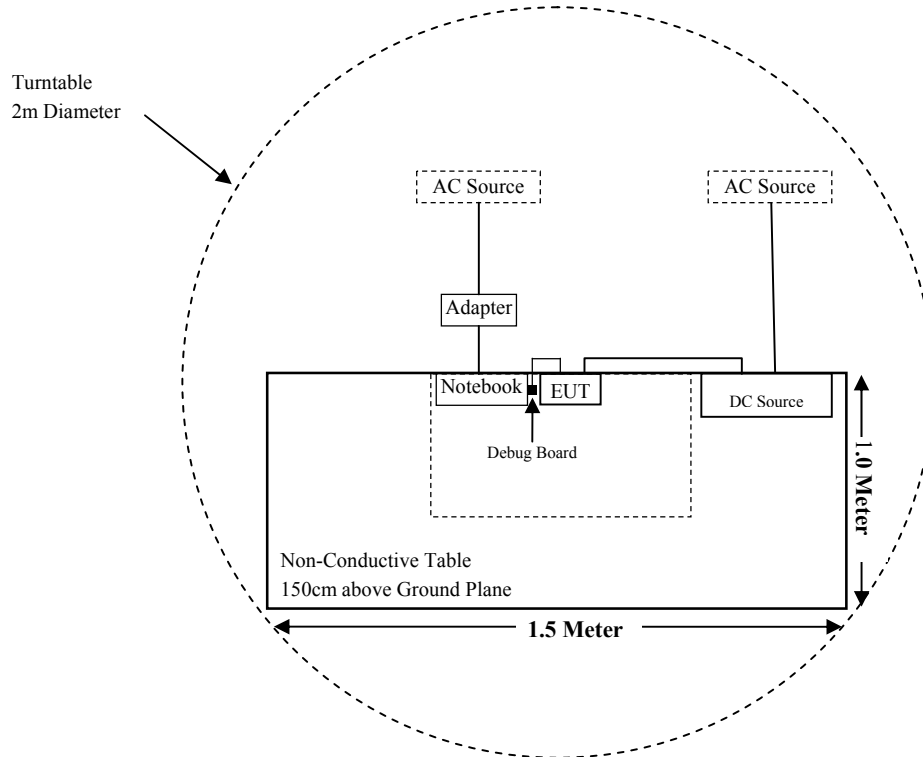 Turntable
2m Diameter
AC Source
AC Source
Adapter
Notebook
EUT
DC Source
Debug Board
1.0 Meter
Non-Conductive Table
150cm above Ground Plane
1.5 Meter